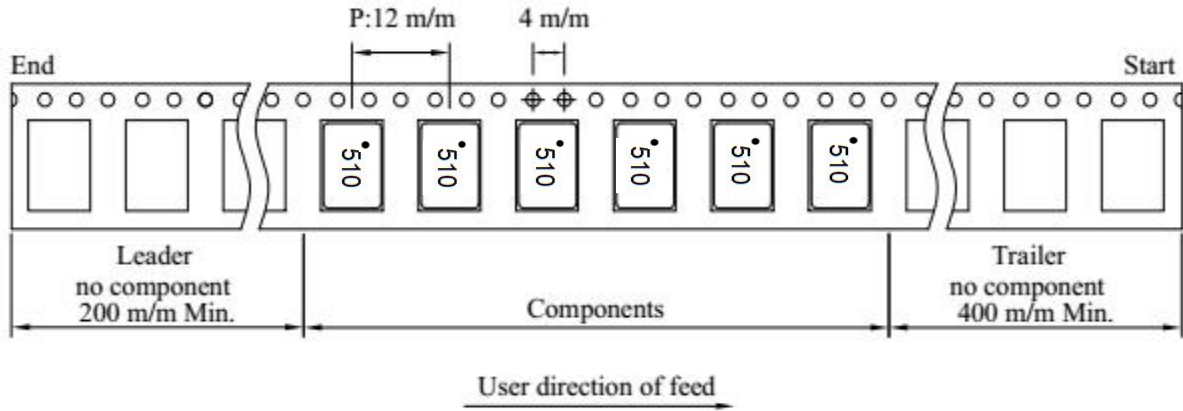 P:12 m/m
4 m/m
End
Start
510
510
510
510
510
510
Leader
no component
200 m/m Min.
Components
Trailer
no component
400 m/m Min.
User direction of feed